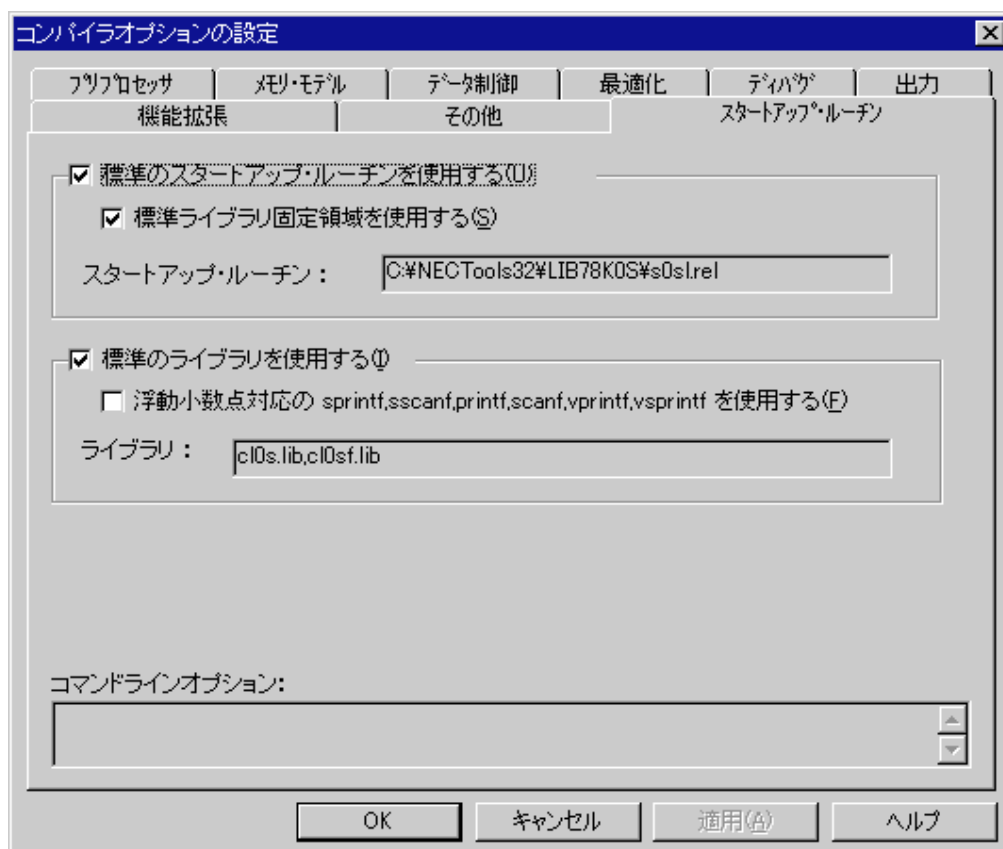 コンパイラオプションの設定
ﾌﾟﾘﾌﾟﾛｾｯｻ ﾒﾓﾘ･ﾓﾃﾞﾙ ﾃﾞｰﾀ制御 最適化 ﾃﾞｨﾊﾞｸﾞ 出力
機能拡張 その他 ｽﾀｰﾄｱｯﾌﾟ･ﾙｰﾁﾝ
標準のスタートアップ・ルーチンを使用する(U)
標準ライブラリ固定領域を使用する(S)
スタートアップ・ルーチン：
C:¥NECTools32¥LIB78K0S¥s0sl.rel
標準のライブラリを使用する(I)
浮動小数点対応の sprintf,sscanf,printf,scanf,vprintf,vsprintf を使用する(F)
ライブラリ：
cl0s.lib,cl0sf.lib
コマンドラインオプション:
OK キャンセル 適用(A) ヘルプ